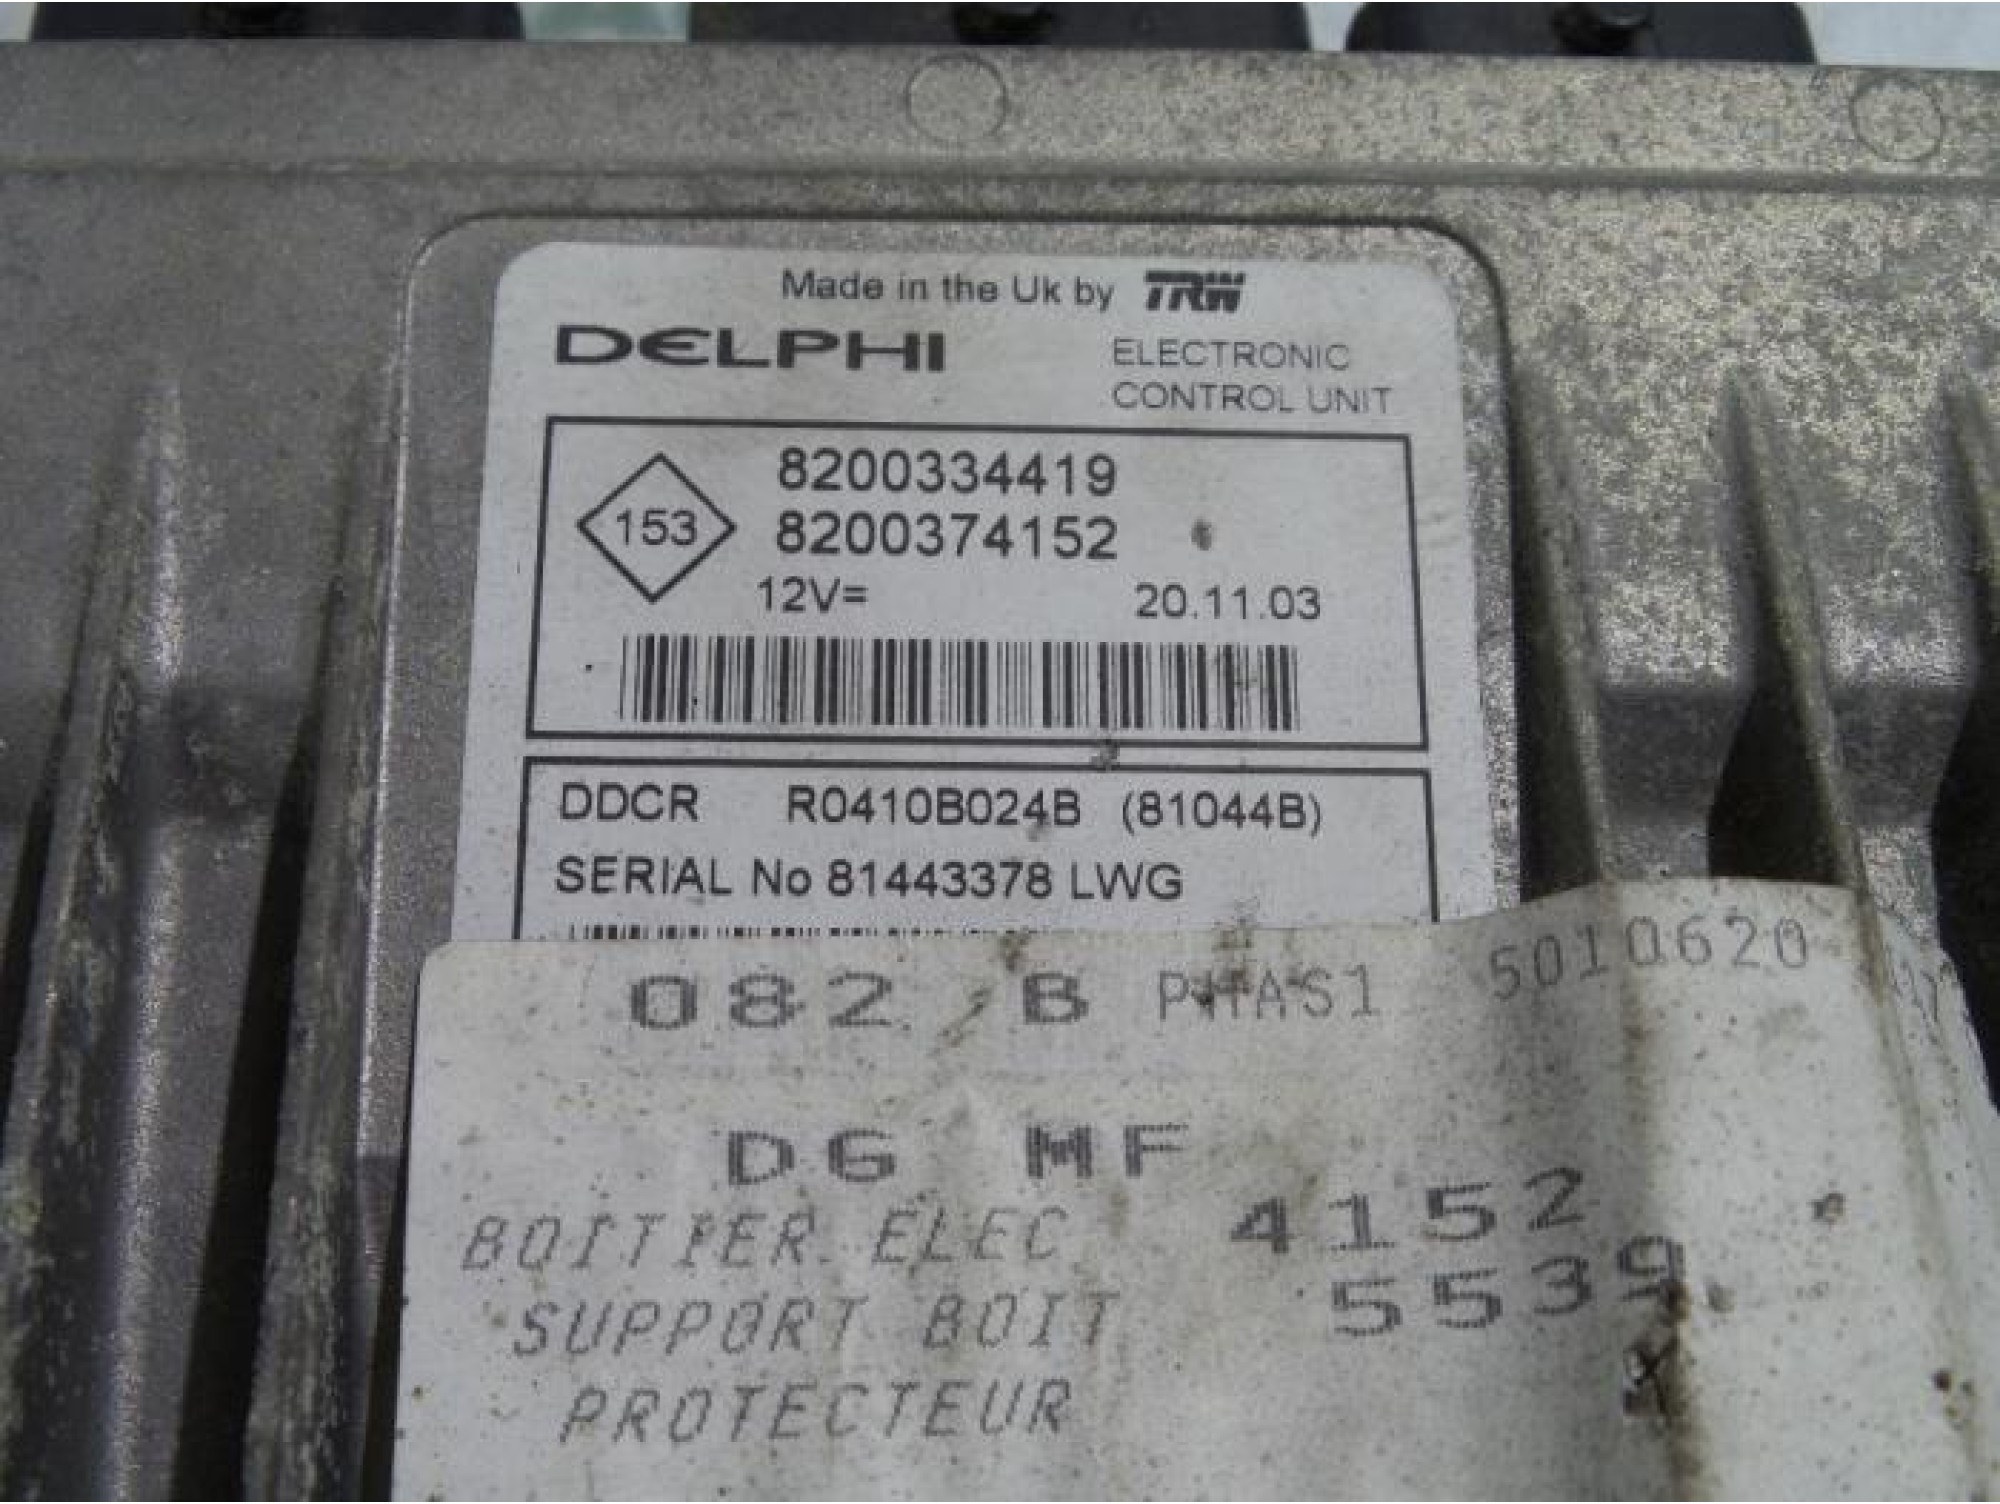 Made in the Uk by TRW
DELPHI
ELECTRONIC
CONTROL UNIT
153
8200334419
8200374152
12V=
20.11.03
DDCR R0410B024B (81044B)
SERIAL No 81443378 LWG
082 B PHAS1 5010620
DG MF
BOITIER ELEC 4152
SUPPORT BOIT 5539
PROTECTEUR